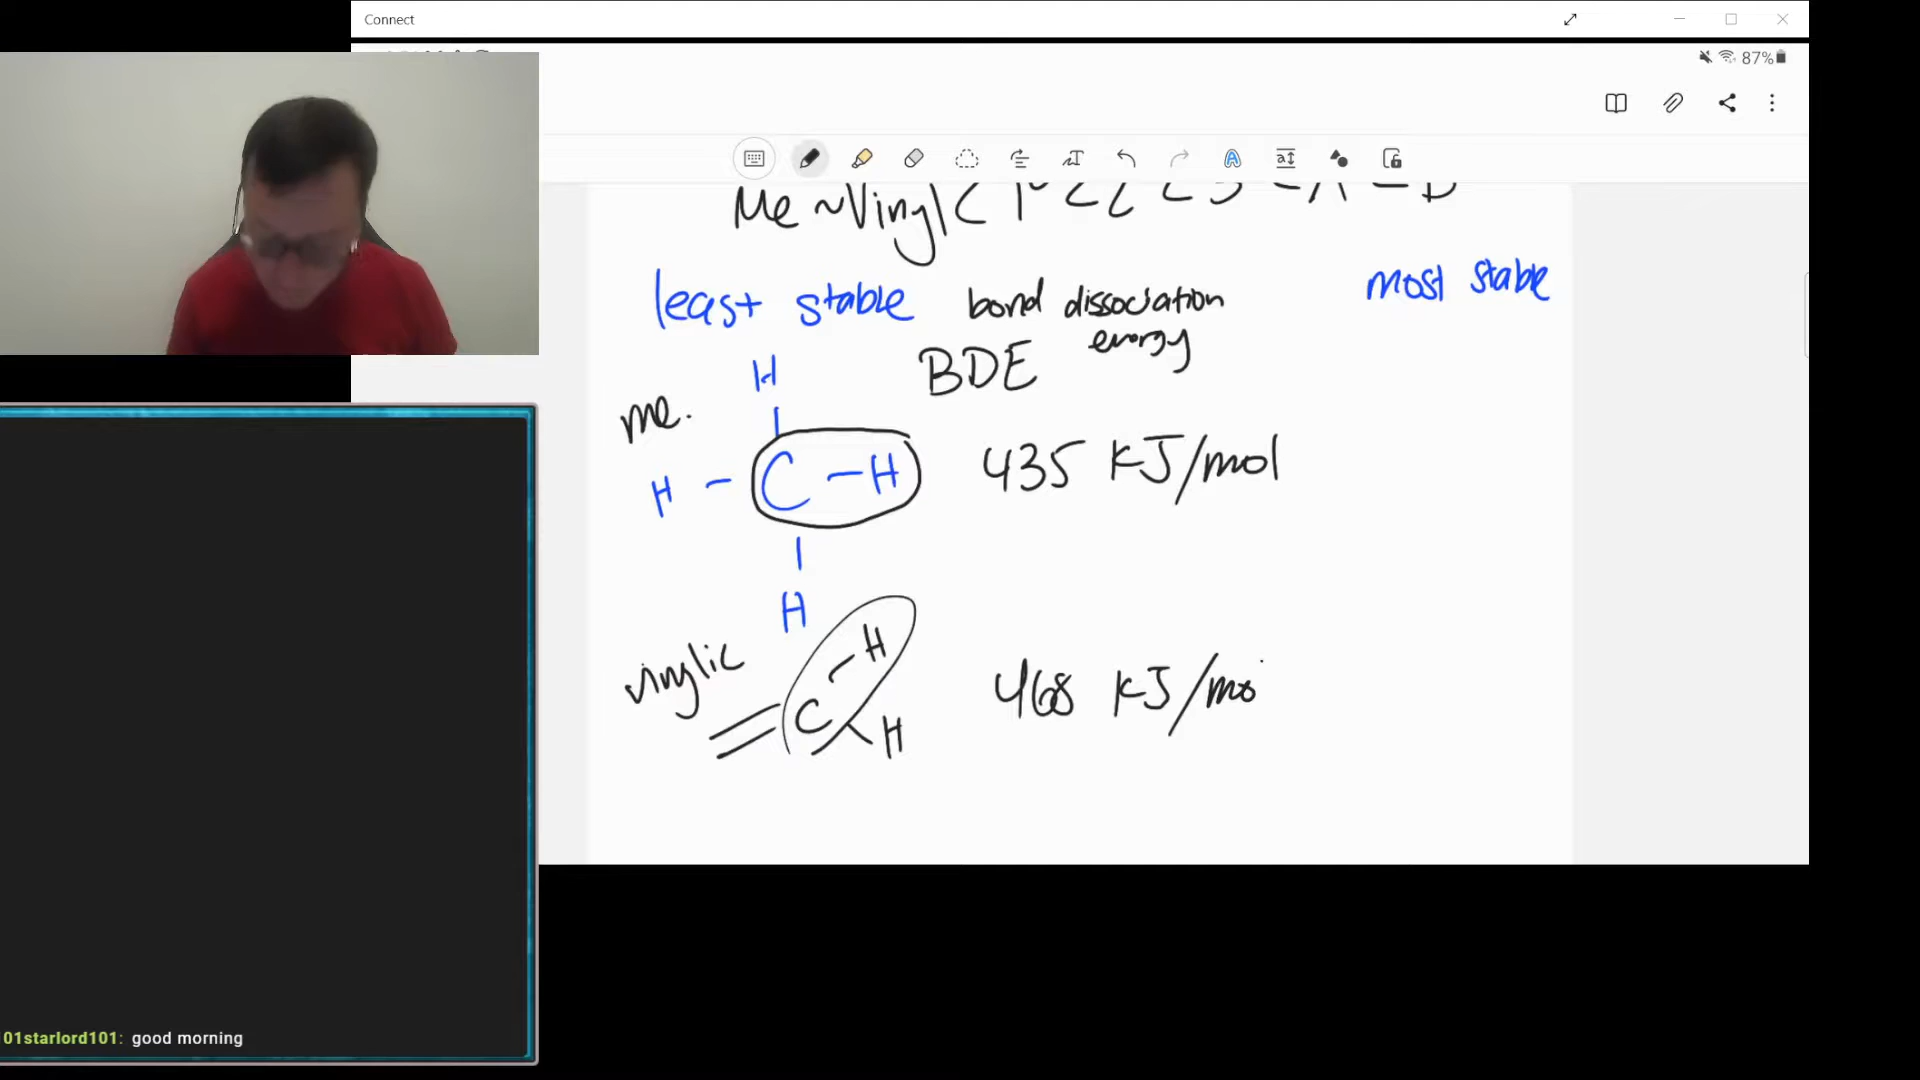 Connect
87%
Me ~ Vinyl <
least stable
bond dissociation
energy
most stable
BDE
H
me.
H - C - H
435 KJ/mol
H
vinylic
C - H
H
468 KJ/mo
01starlord101: good morning